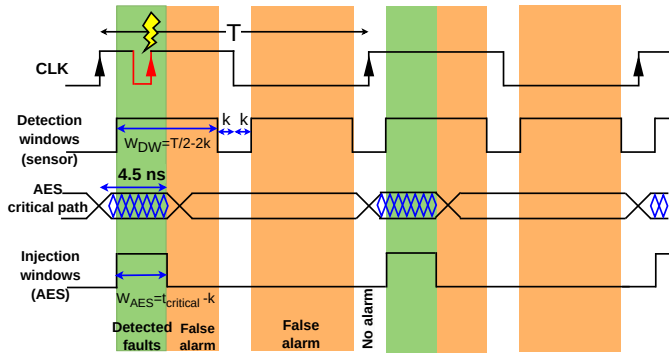 T
CLK
Detection
windows
(sensor)
k k
W_DW=T/2-2k
4.5 ns
AES
critical path
Injection
windows
(AES)
W_AES=t_critical -k
Detected
faults
False
alarm
False
alarm
No alarm